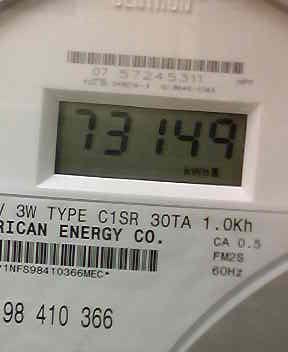 07 57245311
73149
3W TYPE C1SR 30TA 1.0Kh
RICAN ENERGY CO.
CA 0.5
FM2S
60Hz
*1NFS98410366MEC*
98 410 366